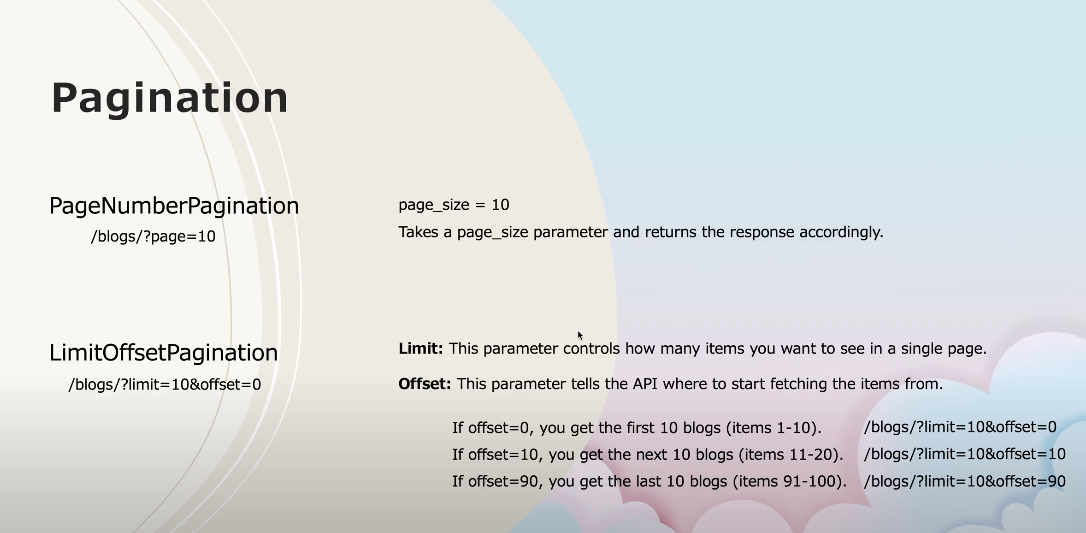 Pagination
PageNumberPagination
/blogs/?page=10
page_size = 10
Takes a page_size parameter and returns the response accordingly.
LimitOffsetPagination
/blogs/?limit=10&offset=0
Limit: This parameter controls how many items you want to see in a single page.
Offset: This parameter tells the API where to start fetching the items from.
If offset=0, you get the first 10 blogs (items 1-10). /blogs/?limit=10&offset=0
If offset=10, you get the next 10 blogs (items 11-20). /blogs/?limit=10&offset=10
If offset=90, you get the last 10 blogs (items 91-100). /blogs/?limit=10&offset=90